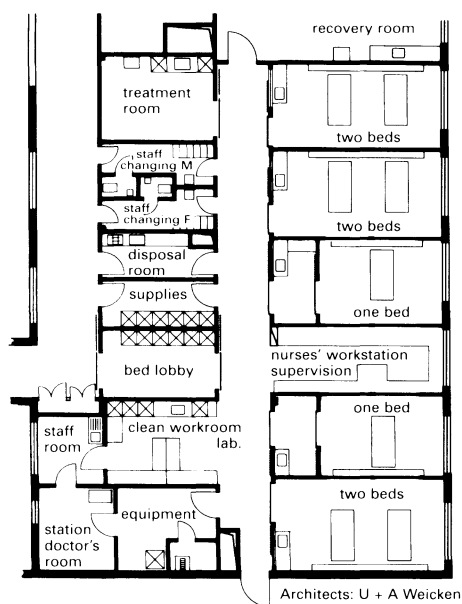 recovery room
treatment
room
two beds
staff
changing M
two beds
staff
changing F
disposal
room
supplies
one bed
nurses' workstation
supervision
bed lobby
one bed
clean workroom
lab.
staff
room
two beds
equipment
station
doctor's
room
Architects: U + A Weicken